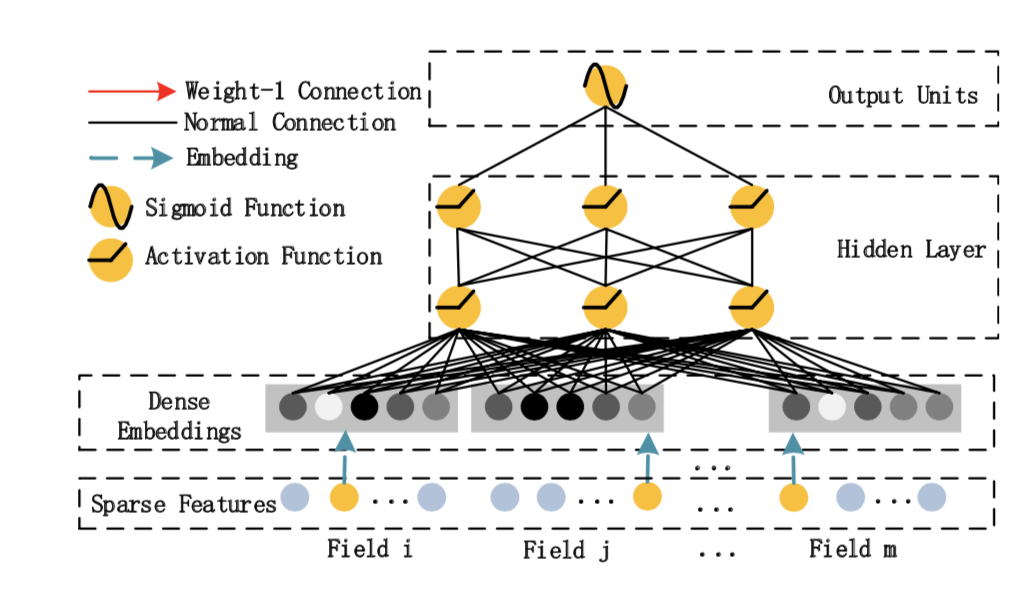 Weight-1 Connection
Normal Connection
Embedding
Sigmoid Function
Activation Function
Output Units
Hidden Layer
Dense
Embeddings
...
Sparse Features
...
...
...
...
Field i
Field j
...
Field m